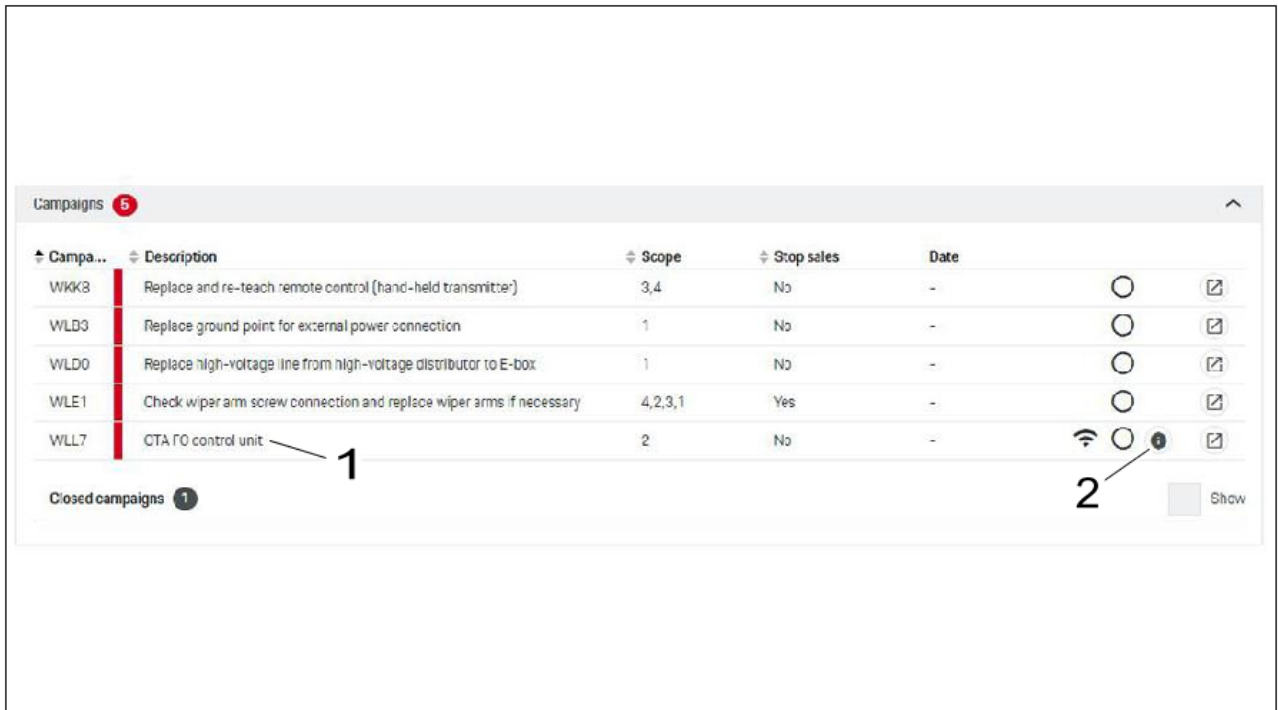 Campaigns 5
Campa... Description Scope Stop sales Date
WKK8 Replace and re-teach remote control (hand-held transmitter) 3,4 No -
WLB3 Replace ground point for external power connection 1 No -
WLD0 Replace high-voltage line from high-voltage distributor to E-box 1 No -
WLE1 Check wiper arm screw connection and replace wiper arms if necessary 4,2,3,1 Yes -
WLL7 control unit 2 No -
1
2
Closed campaigns 1 Show